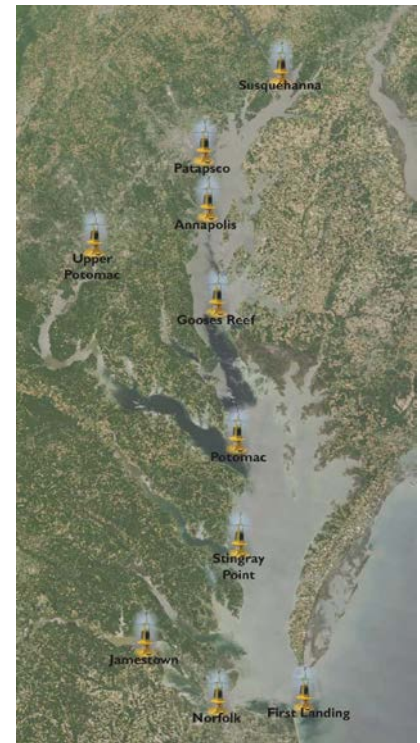 Susquehanna
Patapsco
Annapolis
Upper
Potomac
Gooses Reef
Potomac
Stingray
Point
Jamestown
Norfolk
First Landing